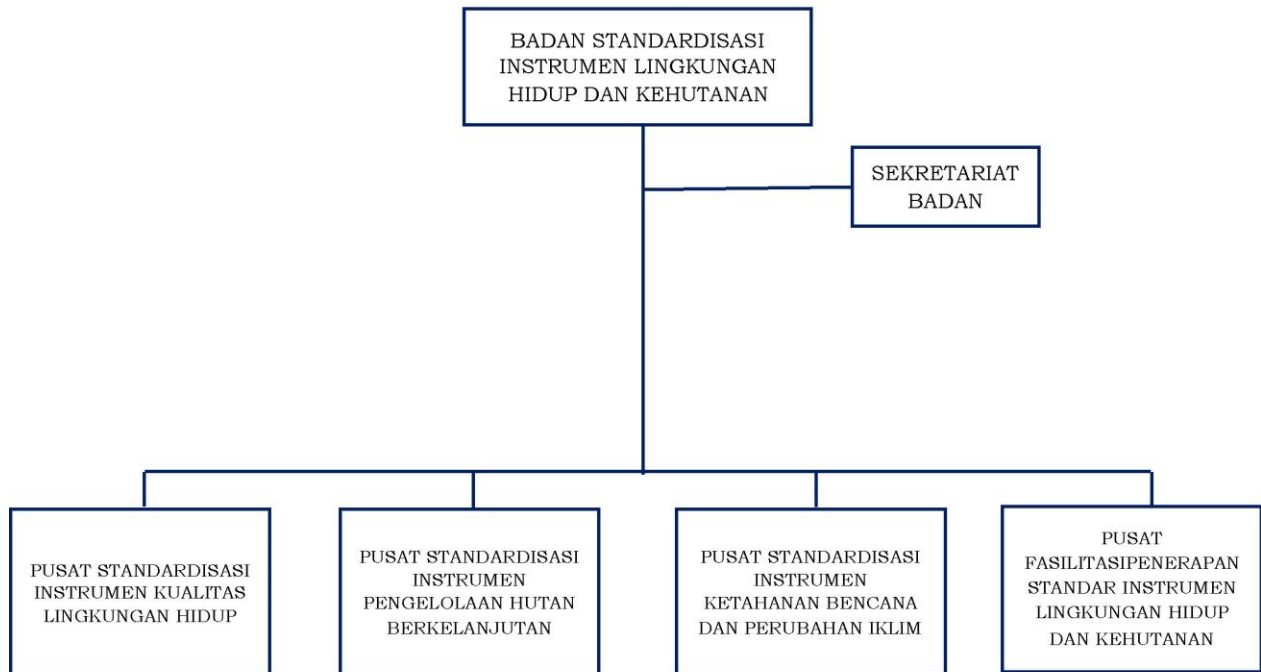 BADAN STANDARDISASI
INSTRUMEN LINGKUNGAN
HIDUP DAN KEHUTANAN
SEKRETARIAT
BADAN
PUSAT STANDARDISASI
INSTRUMEN KUALITAS
LINGKUNGAN HIDUP
PUSAT STANDARDISASI
INSTRUMEN
PENGELOLAAN HUTAN
BERKELANJUTAN
PUSAT STANDARDISASI
INSTRUMEN
KETAHANAN BENCANA
DAN PERUBAHAN IKLIM
PUSAT
FASILITASIPENERAPAN
STANDAR INSTRUMEN
LINGKUNGAN HIDUP
DAN KEHUTANAN